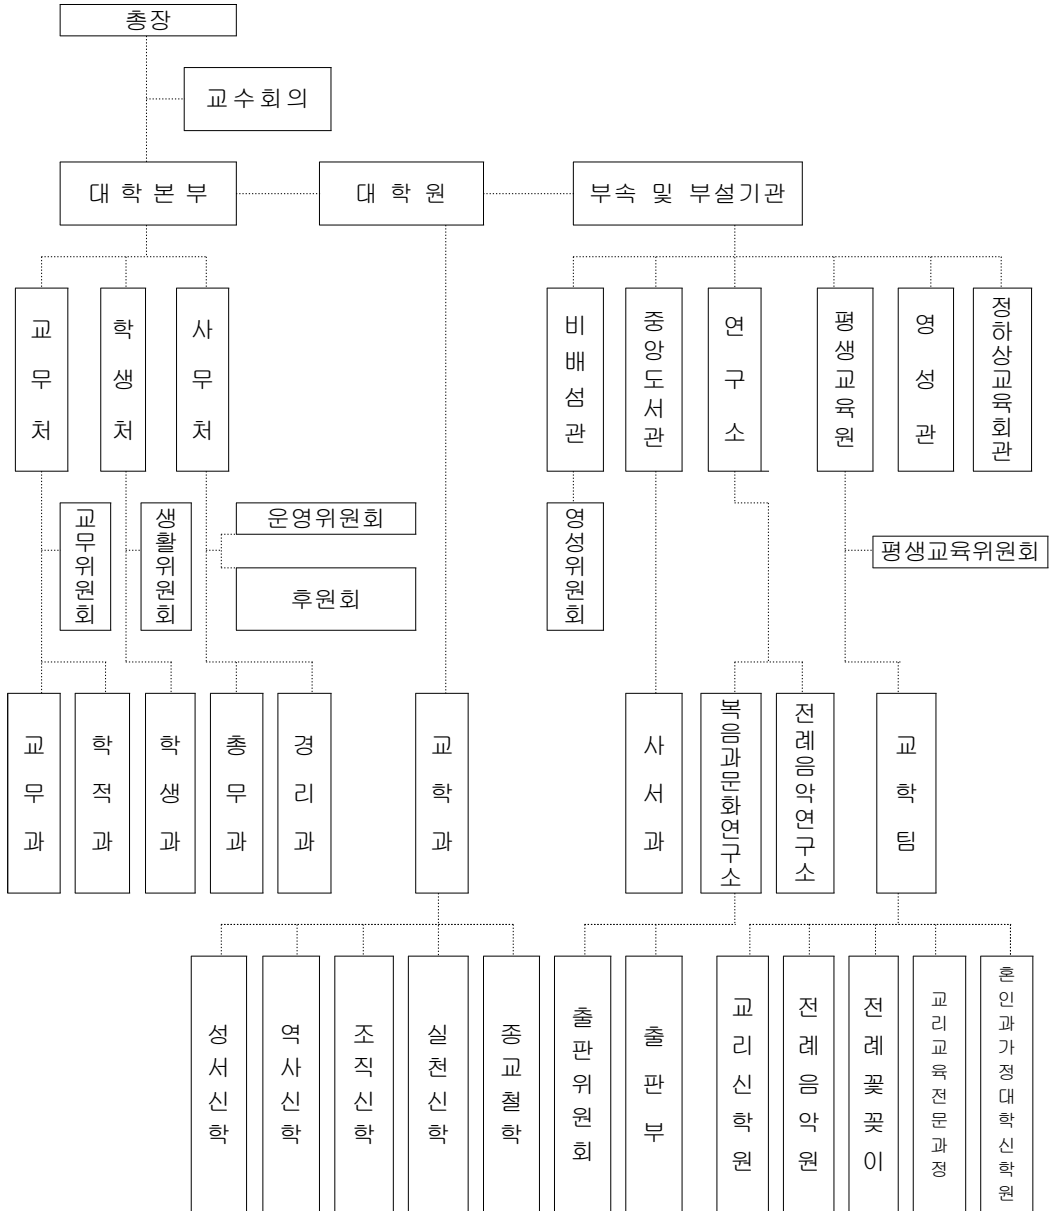 총장
교수회의
대학본부
대학원
부속 및 부설기관
교무처
학생처
사무처
비배섬관
중앙도서관
연구소
평생교육원
영성관
정하상교육회관
교무위원회
생활위원회
운영위원회
후원회
영성위원회
평생교육위원회
교무과
학적과
학생과
총무과
경리과
교학과
사서과
복음과문화연구소
전례음악연구소
교학팀
성서신학
역사신학
조직신학
실천신학
종교철학
출판위원회
출판부
교리신학원
전례음악원
전례꽃꽂이
교리교육전문과정
혼인과가정대학신학원